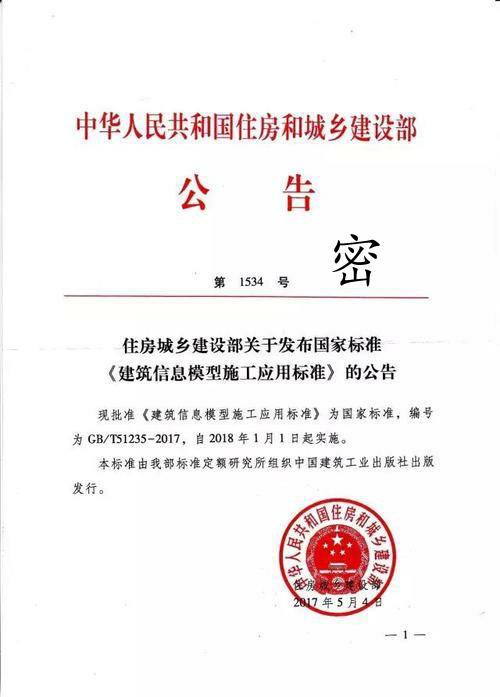 中华人民共和国住房和城乡建设部
公 告
密
第 1534 号
住房城乡建设部关于发布国家标准
《建筑信息模型施工应用标准》的公告
现批准《建筑信息模型施工应用标准》为国家标准，编号
为 GB/T51235-2017，自 2018 年 1 月 1 日起实施。
本标准由我部标准定额研究所组织中国建筑工业出版社出版
发行。
中华人民共和国住房和城乡建设部
住房城乡建设部
2017 年 5 月 4 日
— 1 —